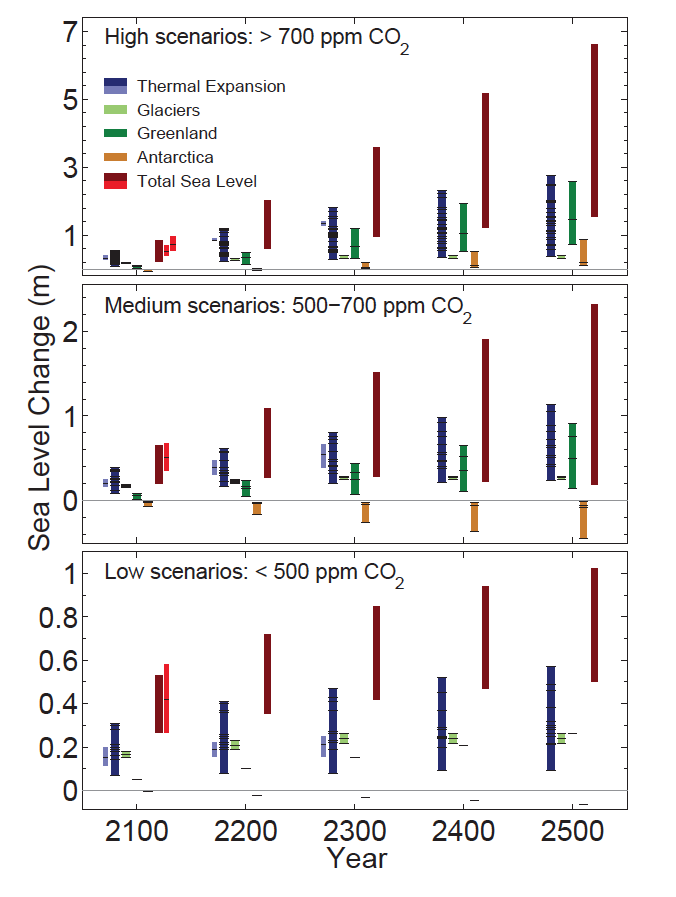 High scenarios: > 700 ppm CO2
Thermal Expansion
Glaciers
Greenland
Antarctica
Total Sea Level
7
5
3
1
Medium scenarios: 500−700 ppm CO2
2
1
0
Low scenarios: < 500 ppm CO2
1
0.8
0.6
0.4
0.2
0
Sea Level Change (m)
2100 2200 2300 2400 2500
Year